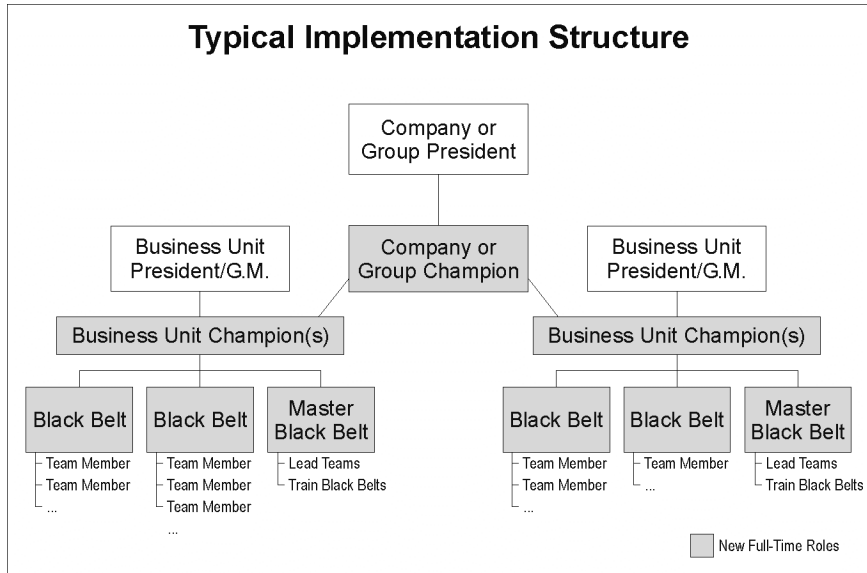 Typical Implementation Structure
Company or
Group President
Business Unit
President/G.M.
Company or
Group Champion
Business Unit
President/G.M.
Business Unit Champion(s)
Business Unit Champion(s)
Black Belt
Black Belt
Master
Black Belt
Black Belt
Black Belt
Master
Black Belt
Team Member
Team Member
...
Team Member
Team Member
Team Member
...
Lead Teams
Train Black Belts
Team Member
Team Member
...
Team Member
...
Lead Teams
Train Black Belts
New Full-Time Roles